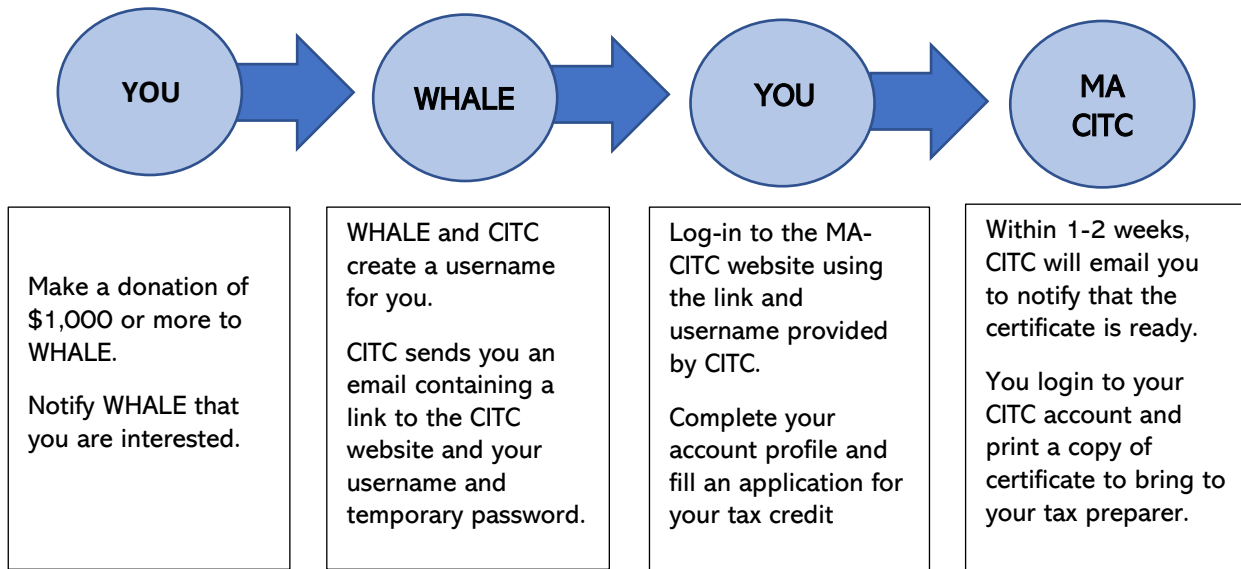 YOU
WHALE
YOU
MA
CITC
Make a donation of
$1,000 or more to
WHALE.
Notify WHALE that
you are interested.
WHALE and CITC
create a username
for you.
CITC sends you an
email containing a
link to the CITC
website and your
username and
temporary password.
Log-in to the MA-
CITC website using
the link and
username provided
by CITC.
Complete your
account profile and
fill an application for
your tax credit
Within 1-2 weeks,
CITC will email you
to notify that the
certificate is ready.
You login to your
CITC account and
print a copy of
certificate to bring to
your tax preparer.